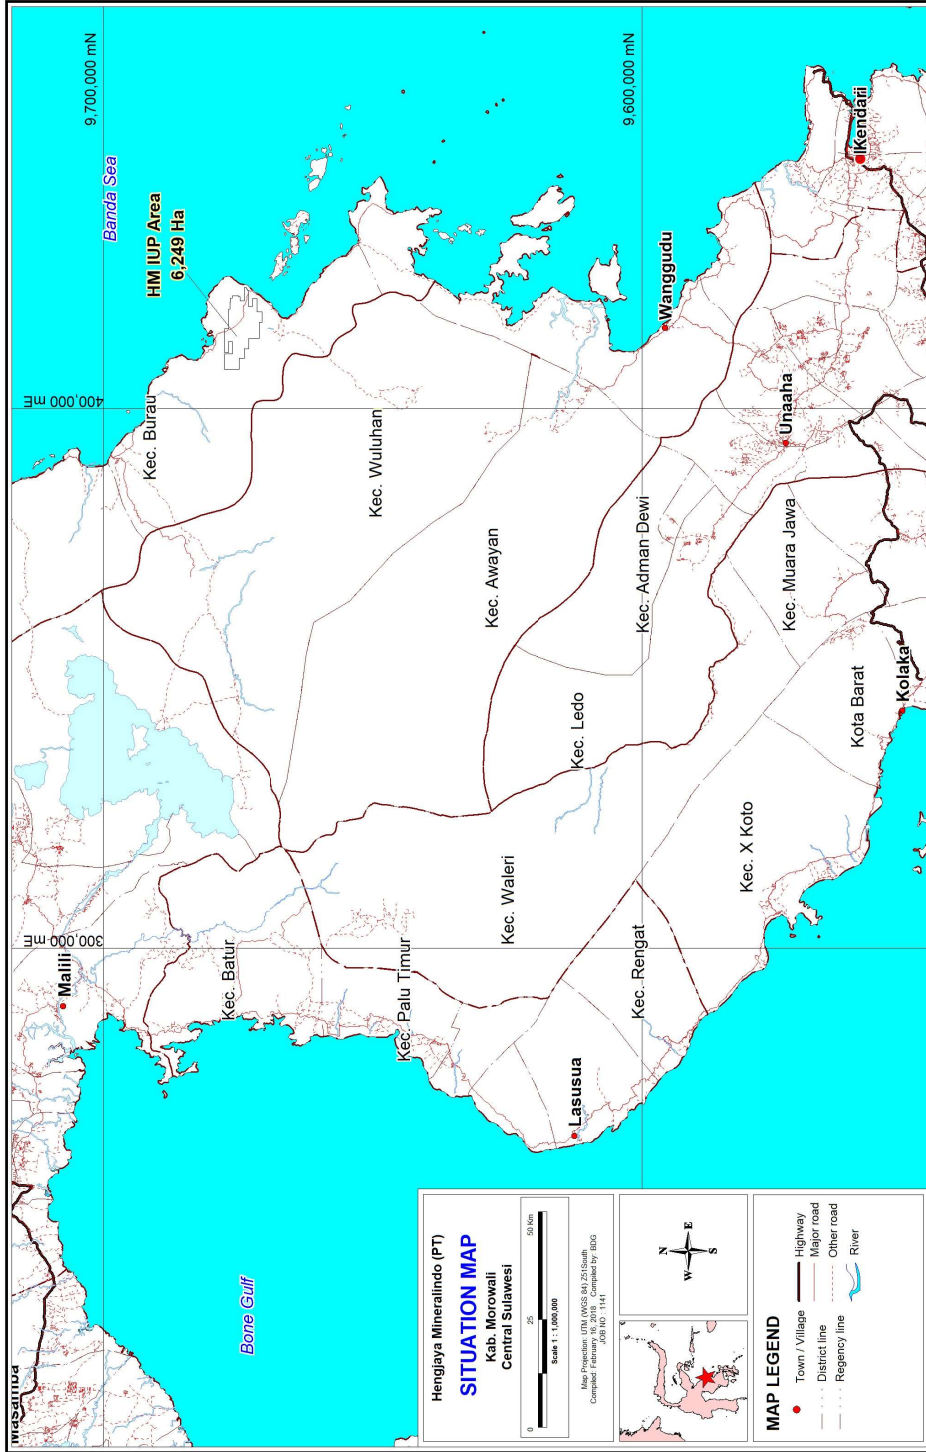 9,700,000 mN
9,600,000 mN
400,000 mE
300,000 mE
Banda Sea
HM IUP Area
6,249 Ha
Kec. Burau
Kec. Wuluhan
Kec. Awayan
Wanggudu
Kendari
Unaaha
Kec. Adman Dewi
Kec. Muara Jawa
Kec. Ledo
Kota Barat
Kolaka
Kec. Waleri
Kec. X Koto
Malili
Kec. Batur
Kec. Palu Timur
Kec. Rengat
Lasusua
Masamba
Bone Gulf
Hengjaya Mineralindo (PT)
SITUATION MAP
Kab. Morowali
Central Sulawesi
0 25 50 Km
Scale 1 : 1,000,000
Map Projection: UTM (WGS 84) Z51South
Compiled: February 16, 2018 Compiled by: BDG
JOB NO : 1141
N
W E
S
MAP LEGEND
Town / Village
District line
Regency line
Highway
Major road
Other road
River